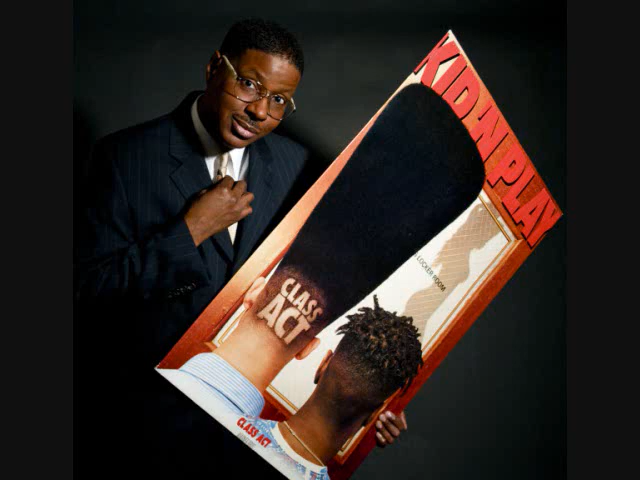 KID-N-PLAY
LOCKER ROOM
CLASS
ACT
CLASS ACT